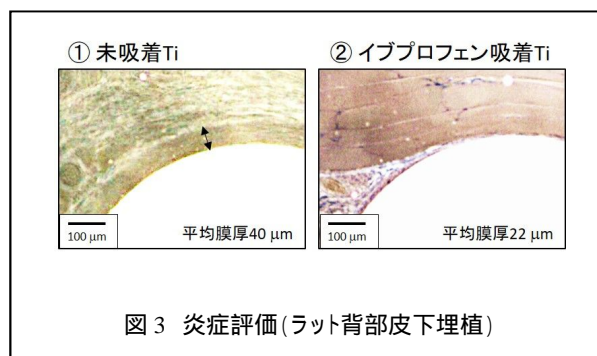 ① 未吸着Ti
② イブプロフェン吸着Ti
100 μm
平均膜厚40 μm
100 μm
平均膜厚22 μm
図 3 炎症評価(ラット背部皮下埋植)